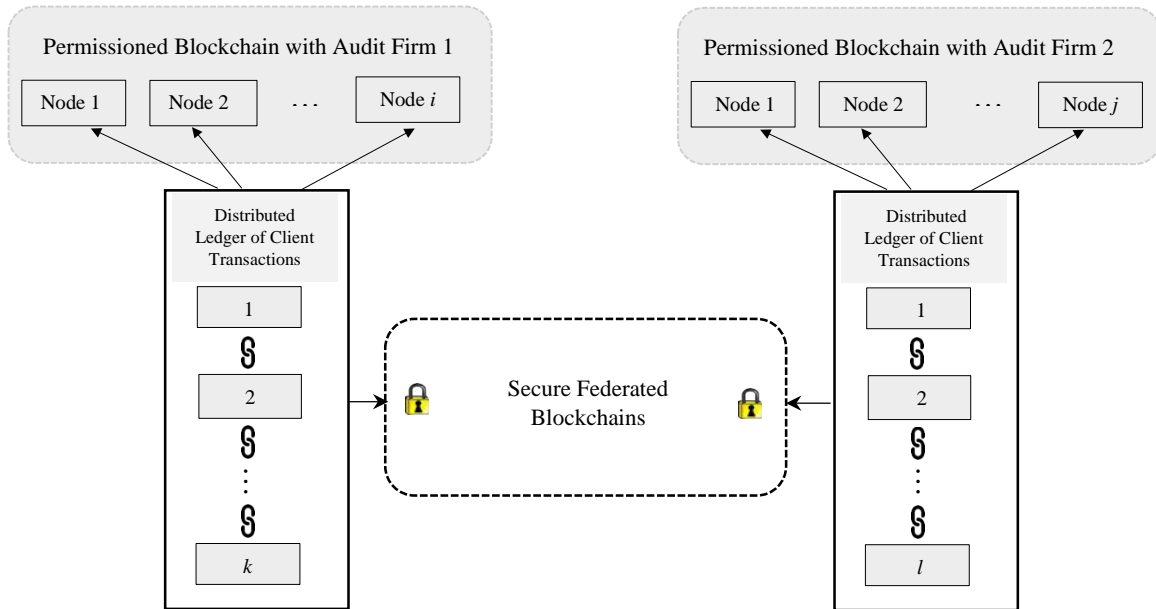 Permissioned Blockchain with Audit Firm 1
Node 1
Node 2
. . .
Node i
Distributed
Ledger of Client
Transactions
1
2
k
Secure Federated
Blockchains
Permissioned Blockchain with Audit Firm 2
Node 1
Node 2
. . .
Node j
Distributed
Ledger of Client
Transactions
1
2
l